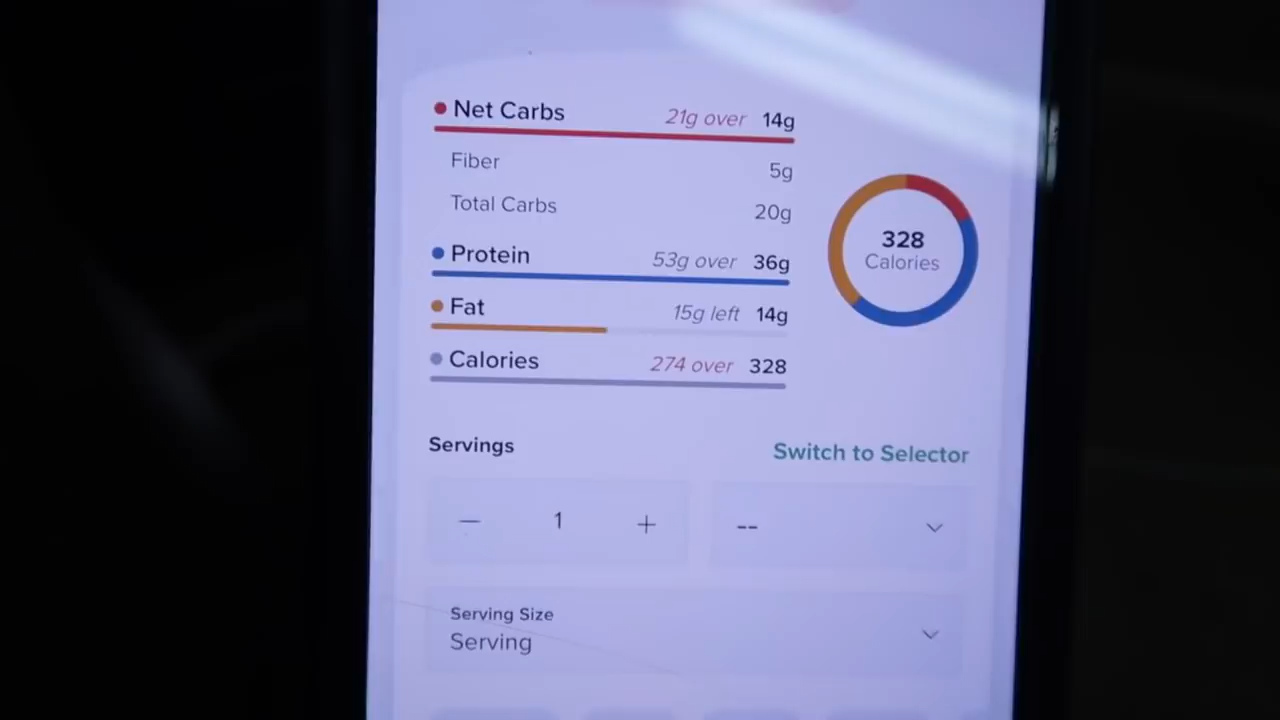 Net Carbs 21g over 14g
Fiber 5g
Total Carbs 20g
Protein 53g over 36g
Fat 15g left 14g
Calories 274 over 328
328
Calories
Servings Switch to Selector
— 1 + --
Serving Size
Serving